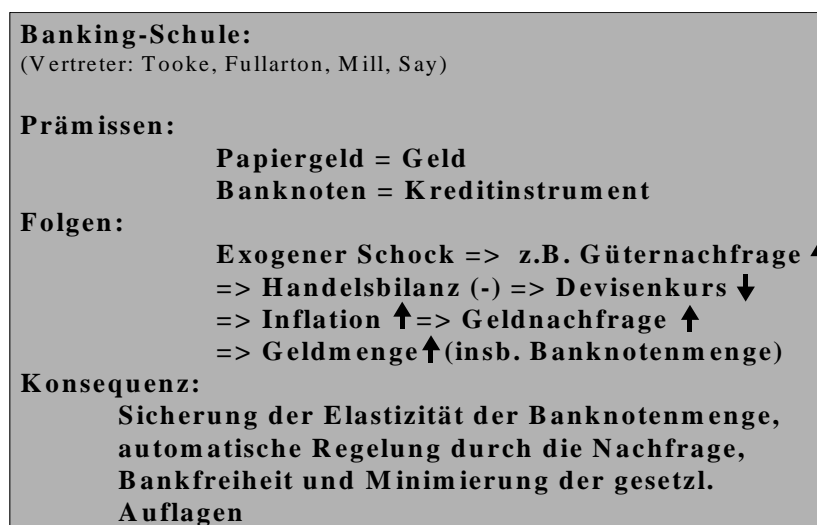 Banking-Schule:
(Vertreter: Tooke, Fullarton, Mill, Say)
Prämissen:
Papiergeld = Geld
Banknoten = Kreditinstrument
Folgen:
Exogener Schock => z.B. Güternachfrage ↑
=> Handelsbilanz (-) => Devisenkurs ↓
=> Inflation ↑ => Geldnachfrage ↑
=> Geldmenge ↑ (insb. Banknotenmenge)
Konsequenz:
Sicherung der Elastizität der Banknotenmenge,
automatische Regelung durch die Nachfrage,
Bankfreiheit und Minimierung der gesetzl.
Auflagen